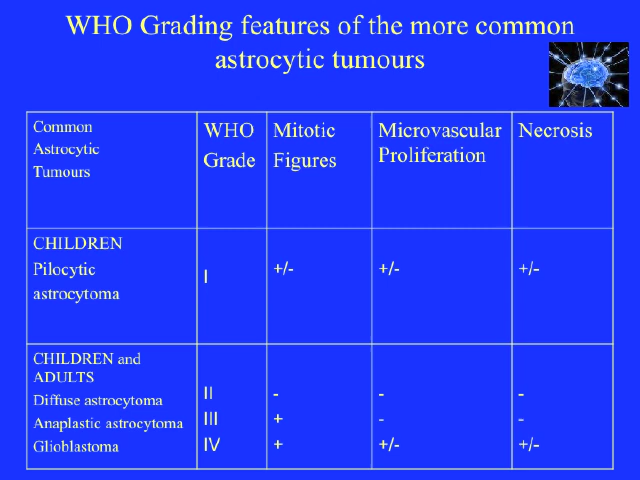 WHO Grading features of the more common
astrocytic tumours
Common
Astrocytic
Tumours
WHO
Grade
Mitotic
Figures
Microvascular
Proliferation
Necrosis
CHILDREN
Pilocytic
astrocytoma
I
+/-
+/-
+/-
CHILDREN and
ADULTS
Diffuse astrocytoma
Anaplastic astrocytoma
Glioblastoma
II
III
IV
-
+
+
-
-
+/-
-
-
+/-